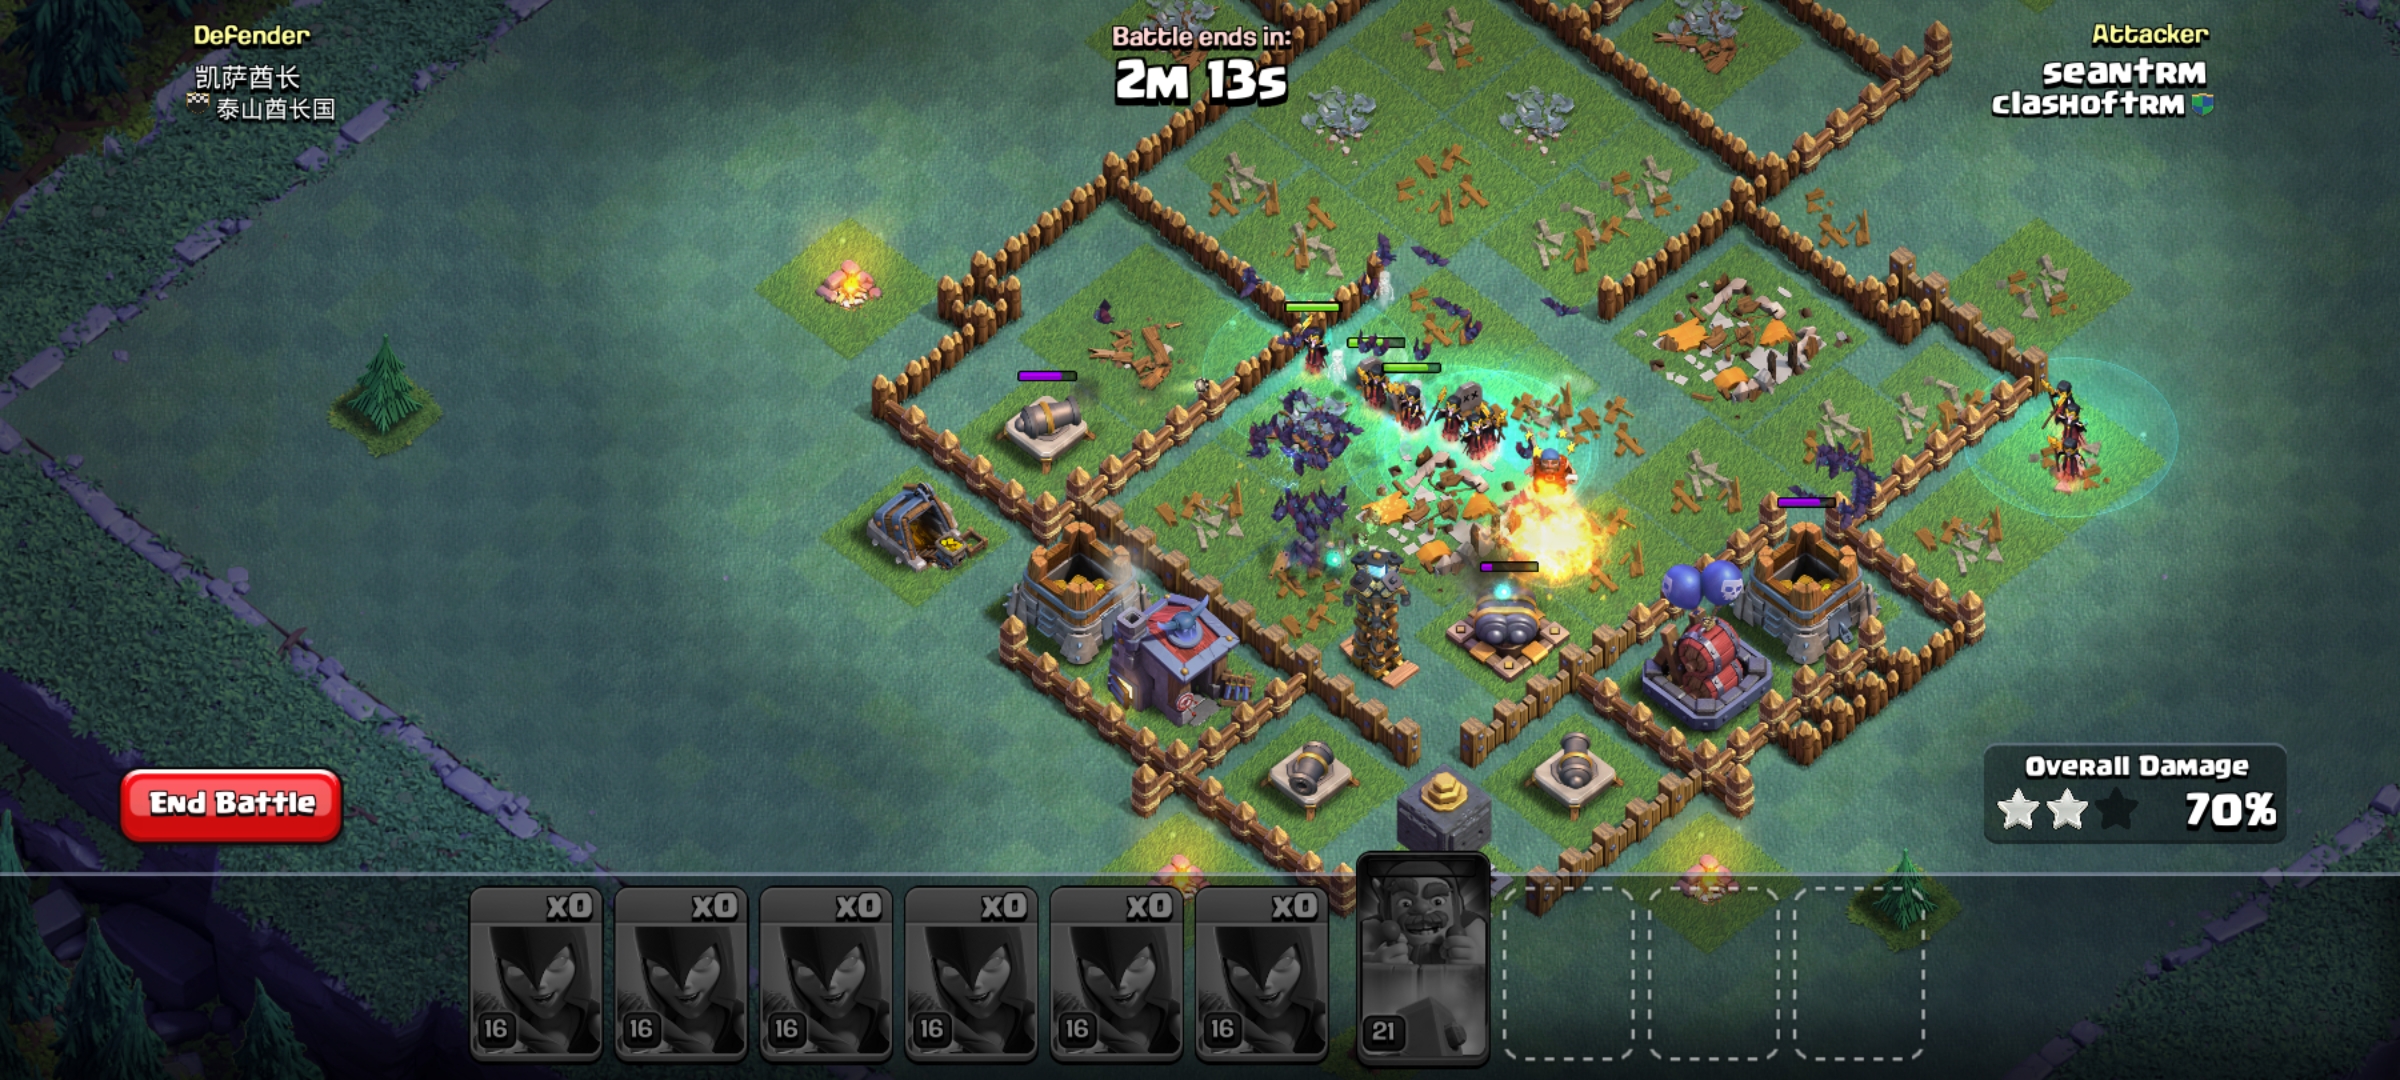 Defender
凯萨酋长
泰山酋长国
Battle ends in:
2M 13s
Attacker
seantRM
clashoftRM
End Battle
Overall Damage
70%
x0 x0 x0 x0 x0 x0
16 16 16 16 16 16 21